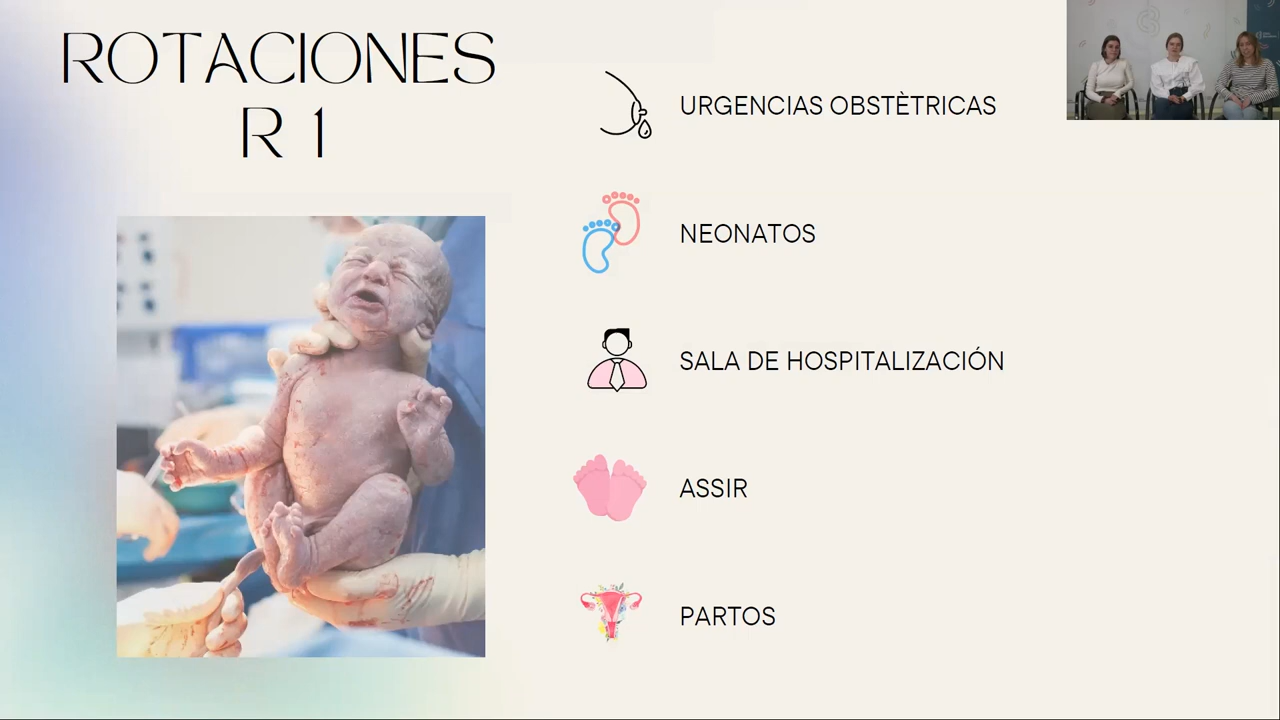 ROTACIONES
R 1
URGENCIAS OBSTÈTRICAS
NEONATOS
SALA DE HOSPITALIZACIÓN
ASSIR
PARTOS